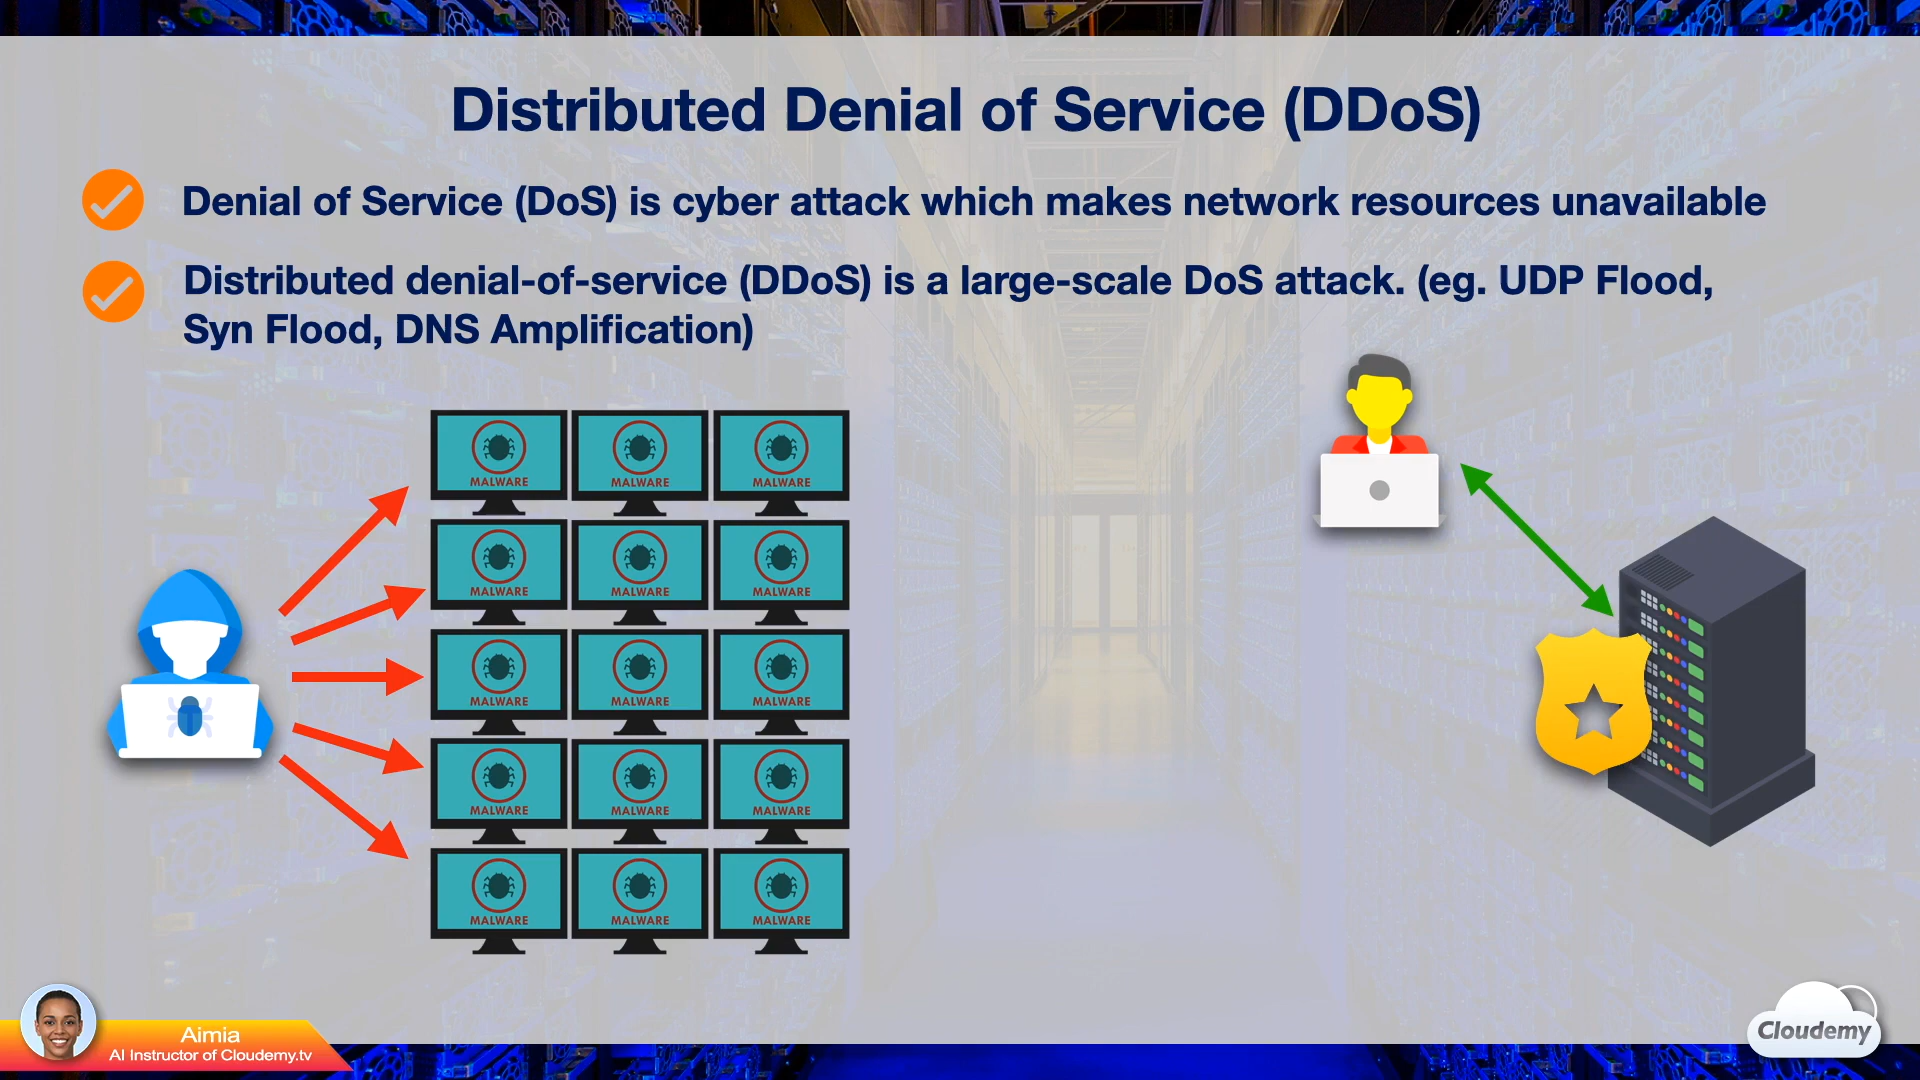 Distributed Denial of Service (DDoS)
Denial of Service (DoS) is cyber attack which makes network resources unavailable
Distributed denial-of-service (DDoS) is a large-scale DoS attack. (eg. UDP Flood,
Syn Flood, DNS Amplification)
MALWARE MALWARE MALWARE
MALWARE MALWARE MALWARE
MALWARE MALWARE MALWARE
MALWARE MALWARE MALWARE
MALWARE MALWARE MALWARE
Aimia
AI Instructor of Cloudemy.tv
Cloudemy